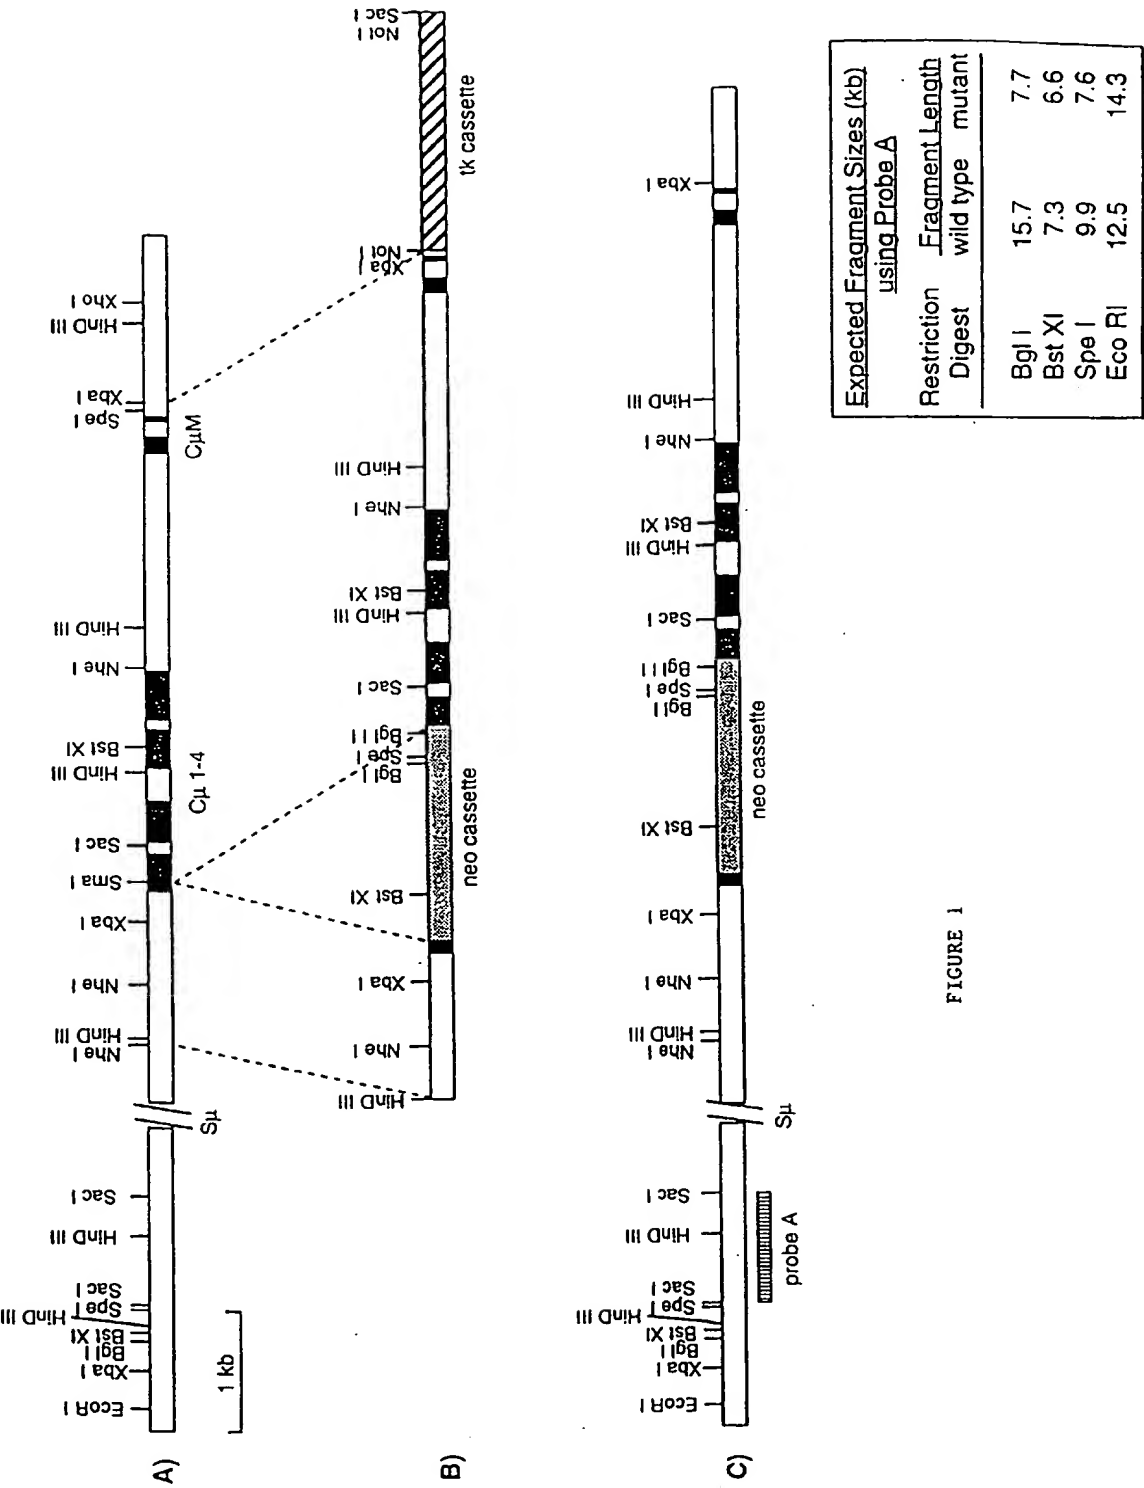 A)
EcoR I
Xba I
Bgl I
Bst XI
HinD III
Spe I
Sac I
HinD III
Sac I
Sµ
Nhe I
HinD III
Nhe I
Xba I
Sma I
Sac I
HinD III
Bst XI
Nhe I
HinD III
Spe I
Xba I
HinD III
Xho I
Cµ 1-4
CµM
1 kb
B)
HinD III
Nhe I
Xba I
Bst XI
Bgl I
Spe I
Bgl II
Sac I
HinD III
Bst XI
Nhe I
HinD III
Xba I
Not I
Not I
Sac I
neo cassette
tk cassette
C)
EcoR I
Xba I
Bgl I
Bst XI
HinD III
Spe I
Sac I
HinD III
Sac I
probe A
Sµ
Nhe I
HinD III
Nhe I
Xba I
Bst XI
Bgl I
Spe I
Bgl II
Sac I
HinD III
Bst XI
Nhe I
HinD III
Xba I
neo cassette
Expected Fragment Sizes (kb)
using Probe A
Restriction Fragment Length
Digest wild type mutant
Bgl I 15.7 7.7
Bst XI 7.3 6.6
Spe I 9.9 7.6
Eco RI 12.5 14.3
FIGURE 1